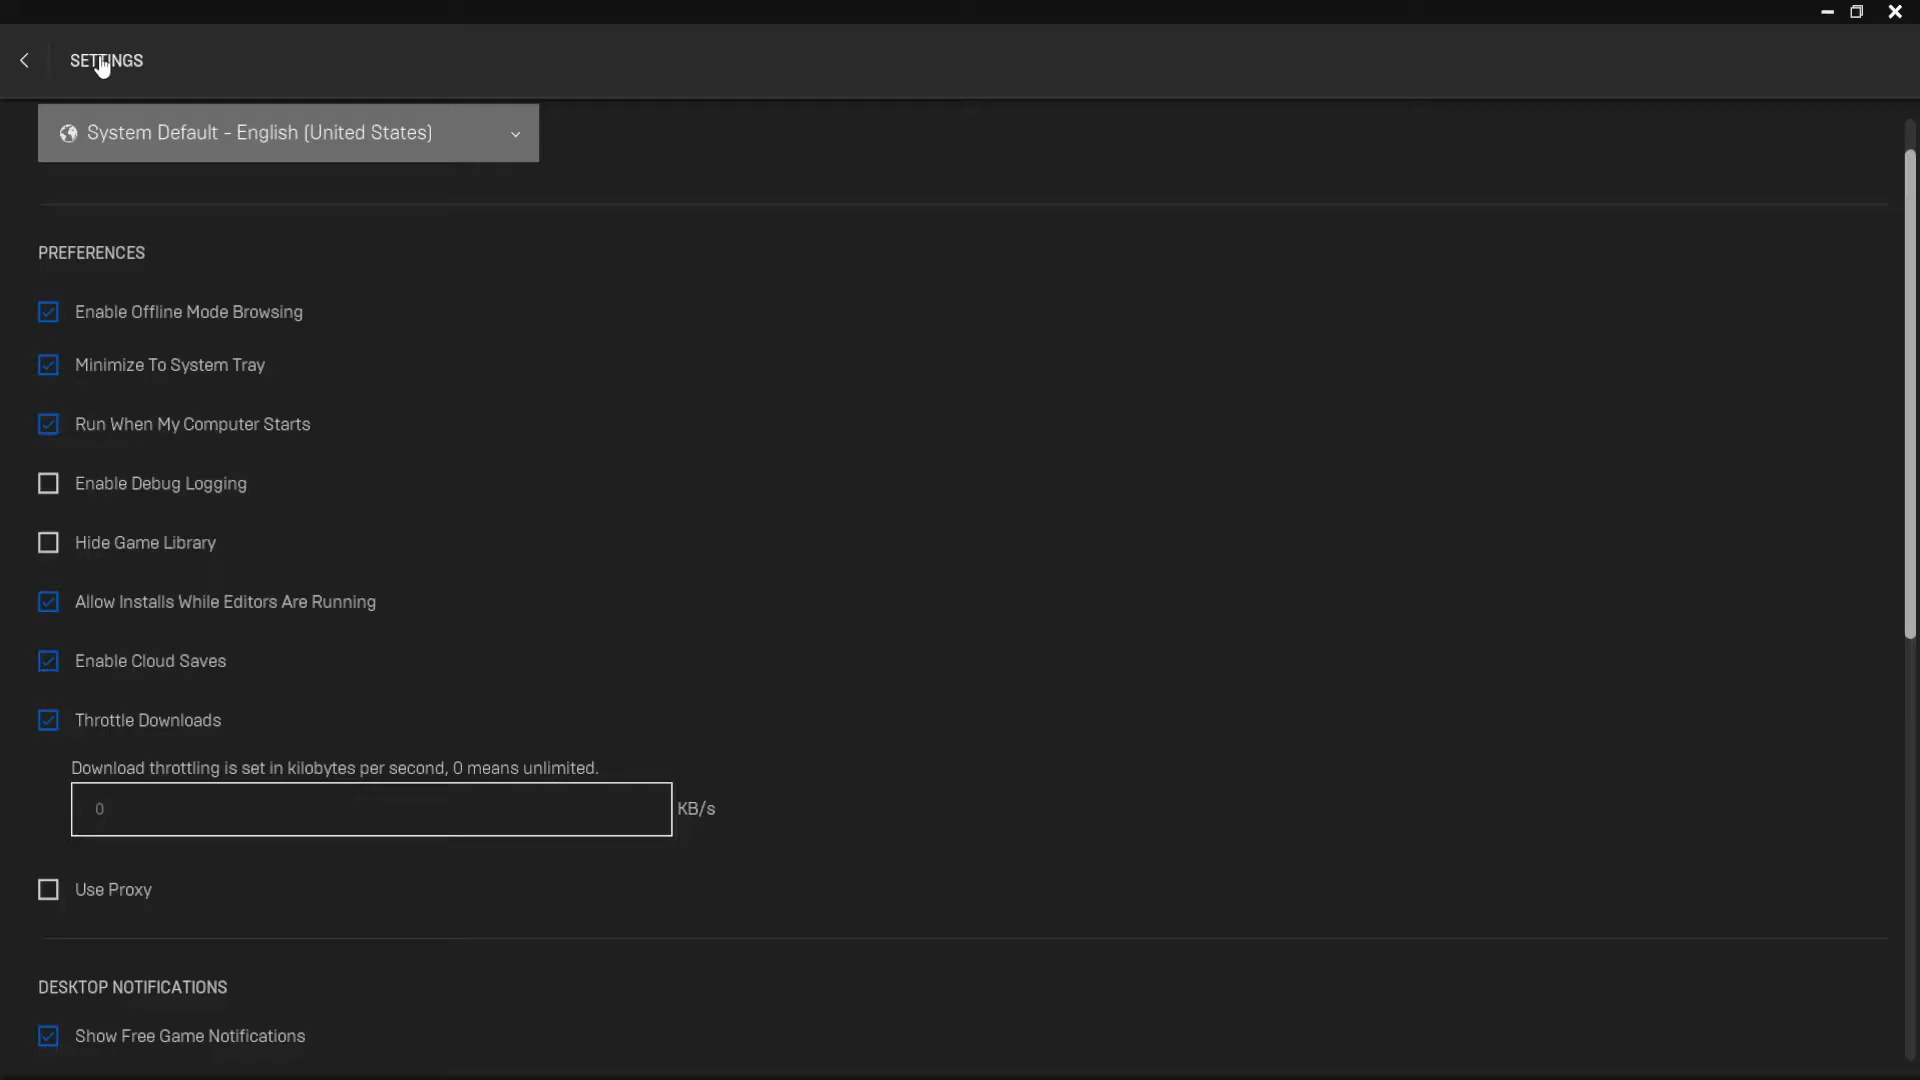 SETTINGS
System Default - English (United States)
PREFERENCES
Enable Offline Mode Browsing
Minimize To System Tray
Run When My Computer Starts
Enable Debug Logging
Hide Game Library
Allow Installs While Editors Are Running
Enable Cloud Saves
Throttle Downloads
Download throttling is set in kilobytes per second, 0 means unlimited.
0 KB/s
Use Proxy
DESKTOP NOTIFICATIONS
Show Free Game Notifications